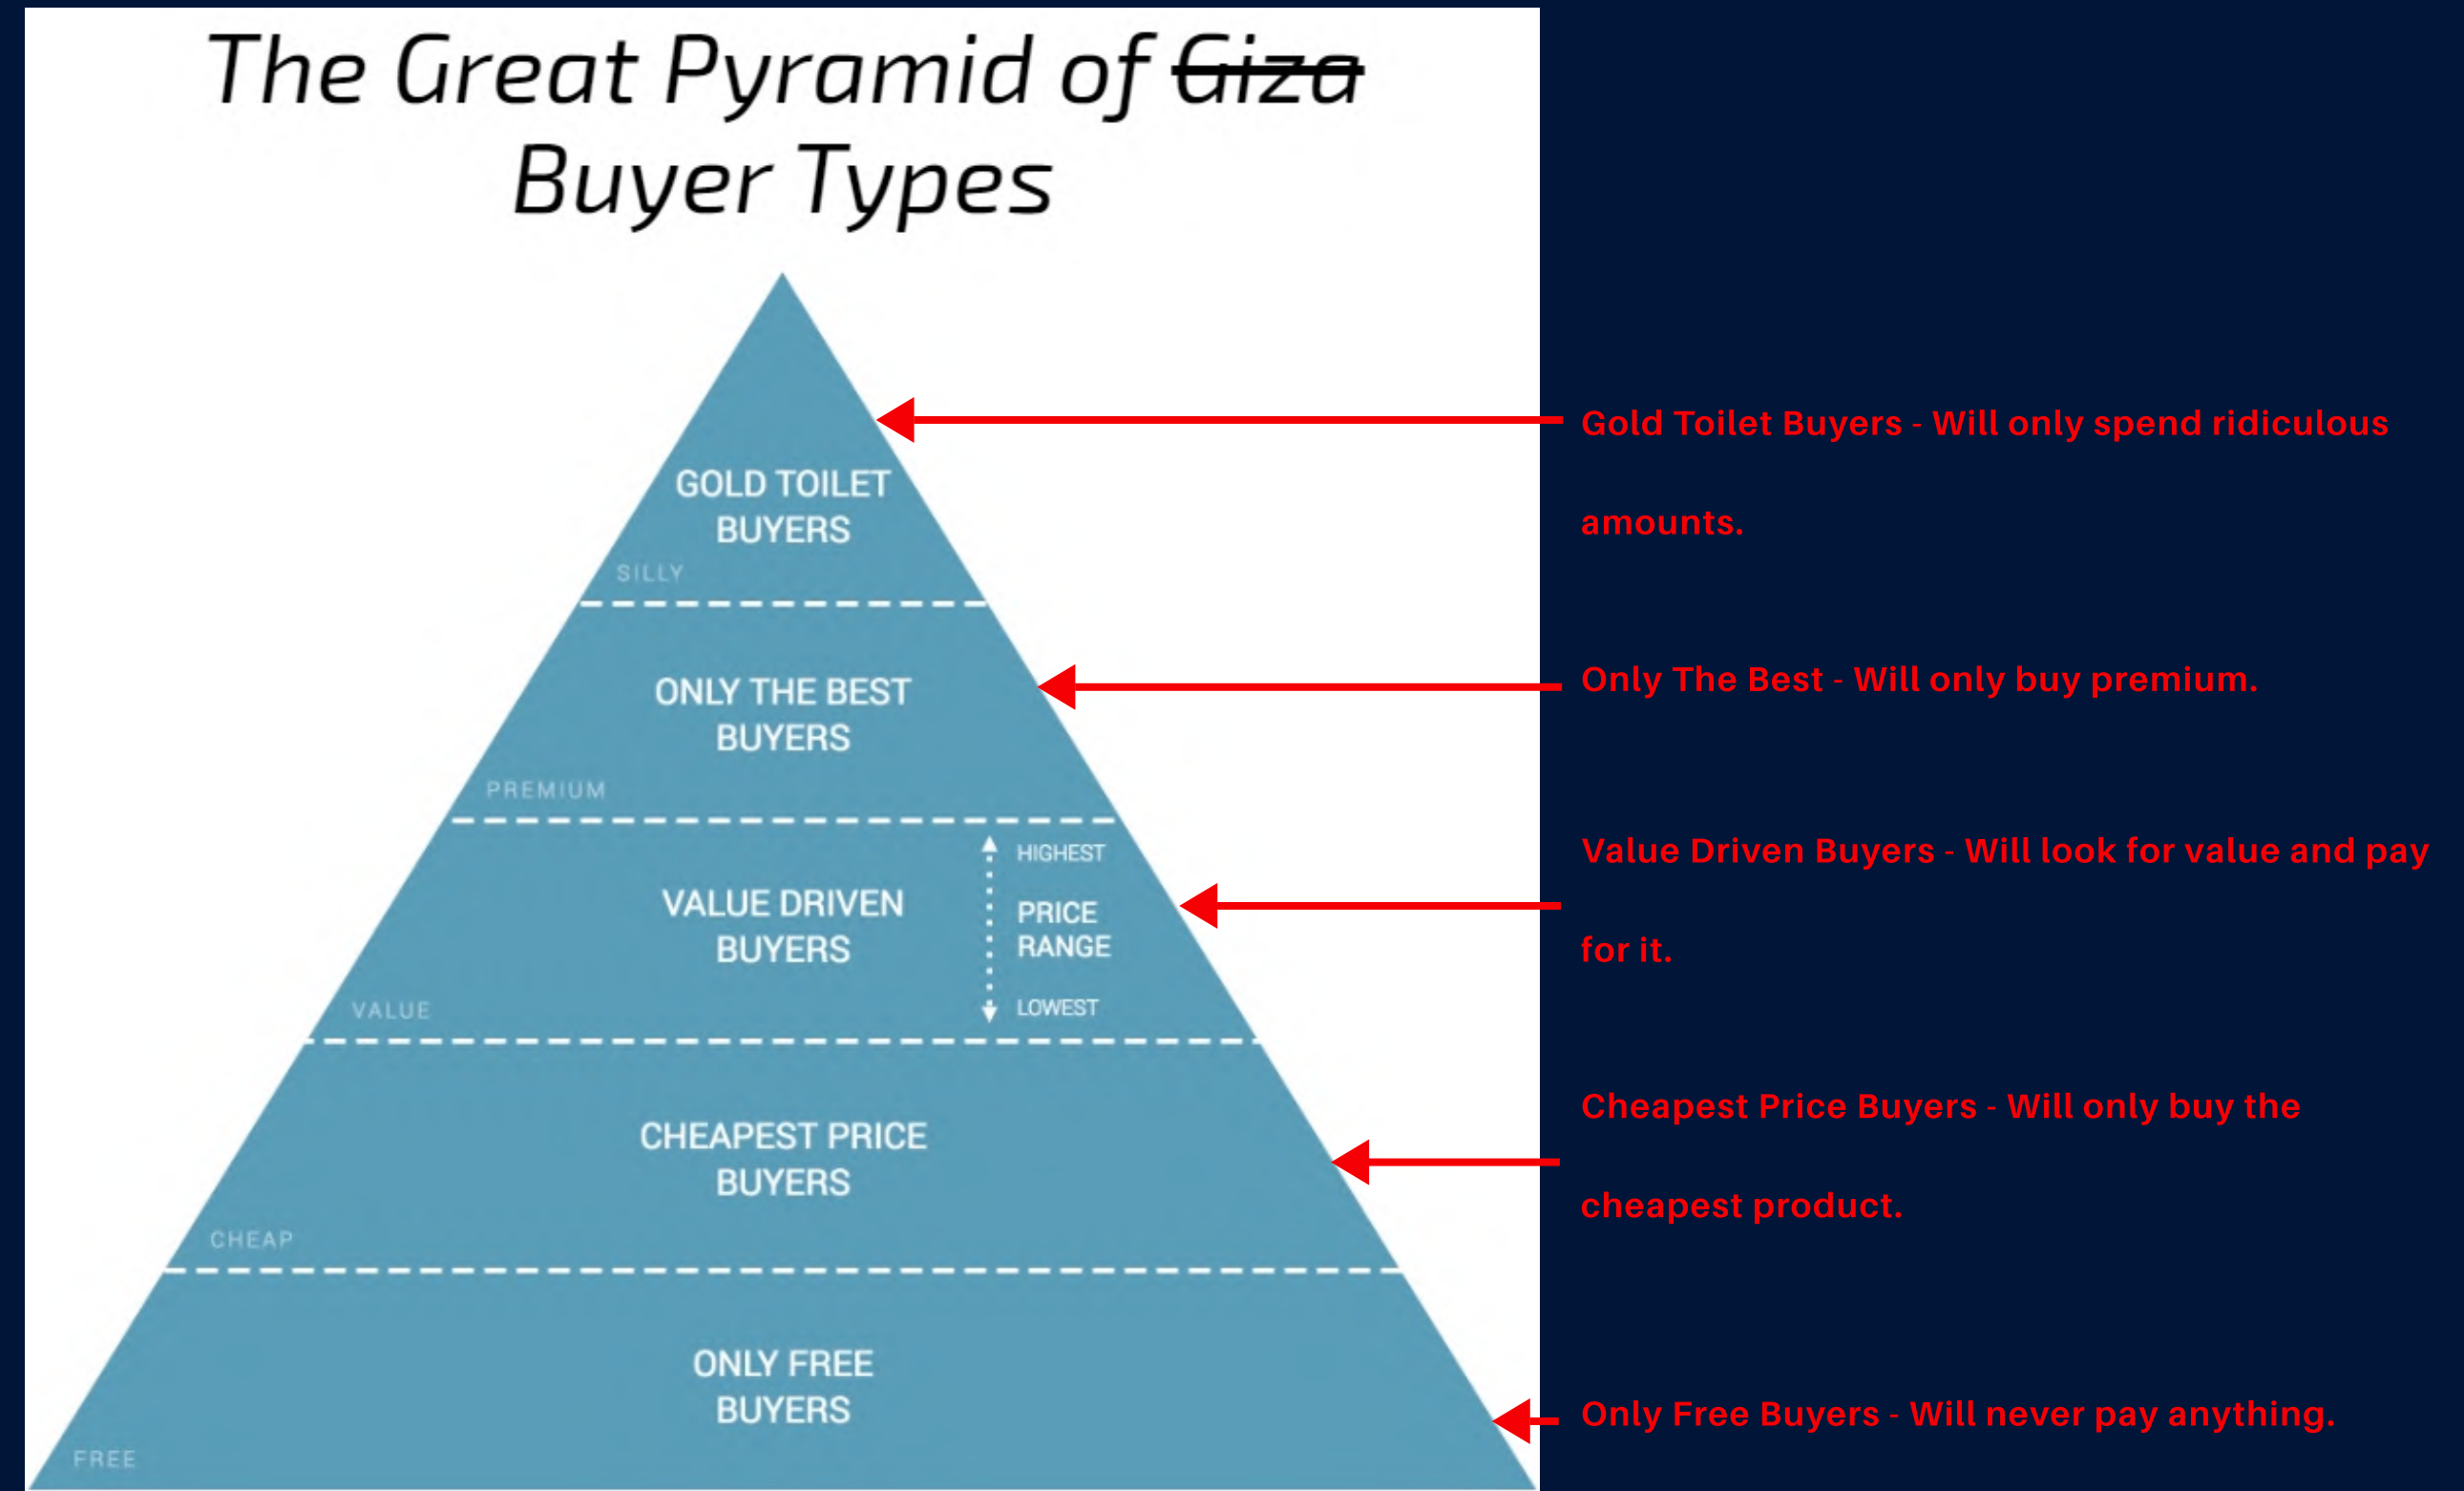 The Great Pyramid of Giza
Buyer Types
GOLD TOILET
BUYERS
SILLY
ONLY THE BEST
BUYERS
PREMIUM
VALUE DRIVEN
BUYERS
HIGHEST
PRICE
RANGE
LOWEST
VALUE
CHEAPEST PRICE
BUYERS
CHEAP
ONLY FREE
BUYERS
FREE
Gold Toilet Buyers - Will only spend ridiculous
amounts.
Only The Best - Will only buy premium.
Value Driven Buyers - Will look for value and pay
for it.
Cheapest Price Buyers - Will only buy the
cheapest product.
Only Free Buyers - Will never pay anything.